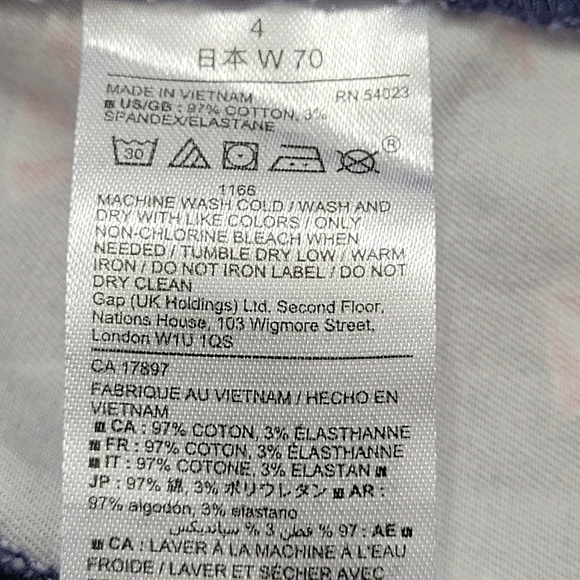 4
日本 W 70
MADE IN VIETNAM RN 54023
US/GB : 97% COTTON, 3%
SPANDEX/ELASTANE
30
®
1166
MACHINE WASH COLD / WASH AND
DRY WITH LIKE COLORS / ONLY
NON-CHLORINE BLEACH WHEN
NEEDED / TUMBLE DRY LOW / WARM
IRON / DO NOT IRON LABEL / DO NOT
DRY CLEAN
Gap (UK Holdings) Ltd, Second Floor,
Nations House, 103 Wigmore Street,
London W1U 1QS
CA 17897
FABRIQUE AU VIETNAM / HECHO EN
VIETNAM
CA : 97% COTON, 3% ÉLASTHANNE
FR : 97% COTON, 3% ÉLASTHANNE
IT : 97% COTONE, 3% ELASTAN
JP : 97% 綿, 3% ポリウレタン AR :
97% algodón, 3% elastano
AE : 97 % قطن 3 % سباندیکس
CA : LAVER À LA MACHINE À L'EAU
FROIDE / LAVER ET SÉCHER AVEC